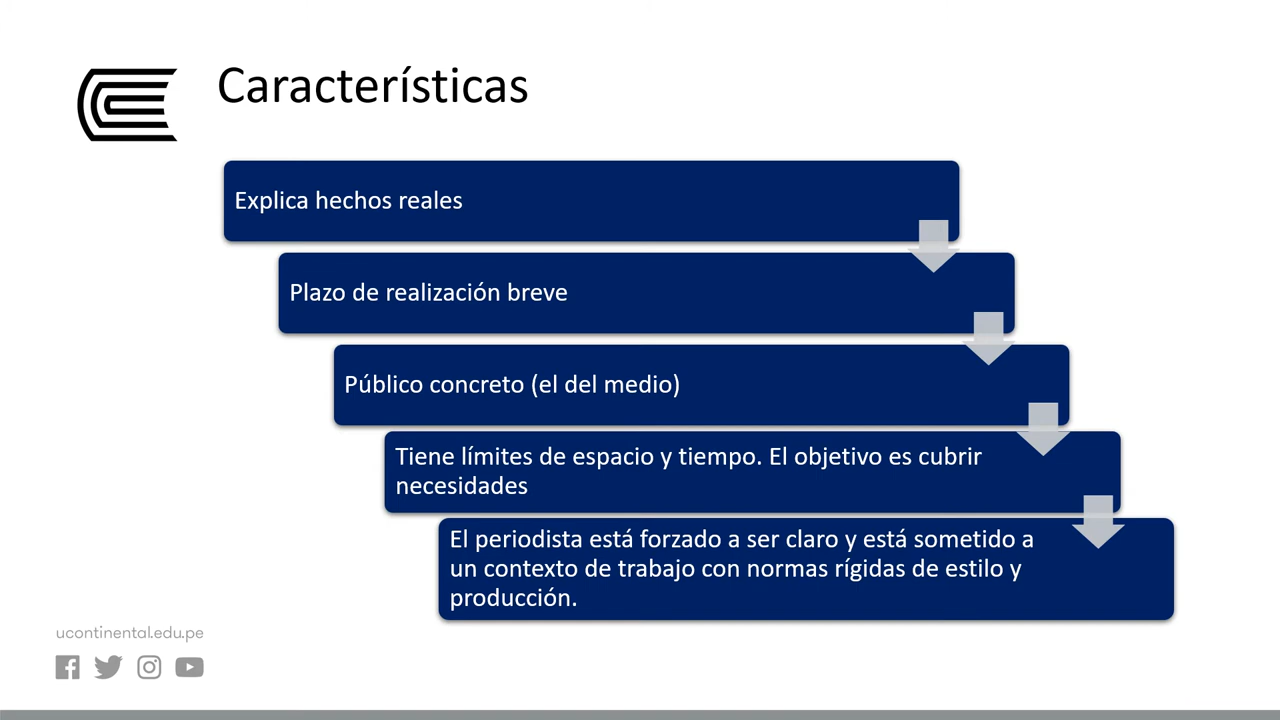 Características
Explica hechos reales
Plazo de realización breve
Público concreto (el del medio)
Tiene límites de espacio y tiempo. El objetivo es cubrir
necesidades
El periodista está forzado a ser claro y está sometido a
un contexto de trabajo con normas rígidas de estilo y
producción.
ucontinental.edu.pe